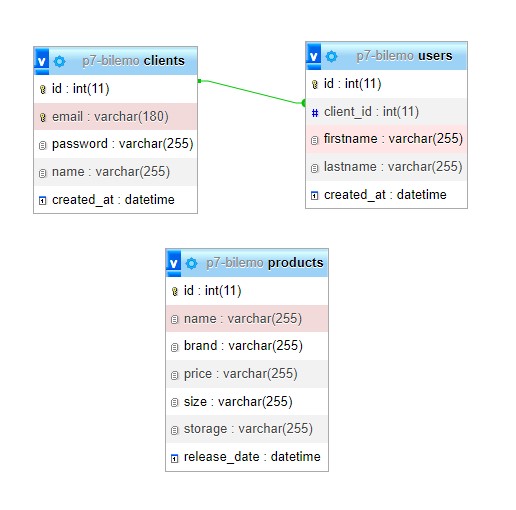 v p7-bilemo clients
id : int(11)
email : varchar(180)
password : varchar(255)
name : varchar(255)
created_at : datetime
v p7-bilemo users
id : int(11)
# client_id : int(11)
firstname : varchar(255)
lastname : varchar(255)
created_at : datetime
v p7-bilemo products
id : int(11)
name : varchar(255)
brand : varchar(255)
price : varchar(255)
size : varchar(255)
storage : varchar(255)
release_date : datetime